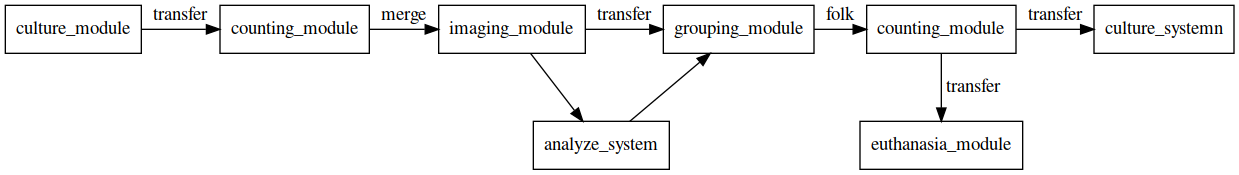 transfer
merge
transfer
folk
transfer
culture_module
counting_module
imaging_module
grouping_module
counting_module
culture_systemn
transfer
analyze_system
euthanasia_module